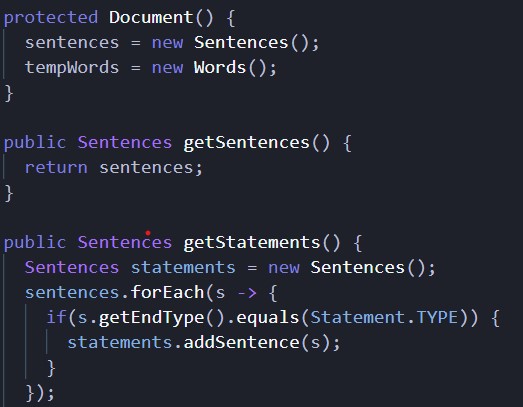 protected Document() {
sentences = new Sentences();
tempWords = new Words();
}
public Sentences getSentences() {
return sentences;
}
public Sentences getStatements() {
Sentences statements = new Sentences();
sentences.forEach(s -> {
if(s.getEndType().equals(Statement.TYPE)) {
statements.addSentence(s);
}
});